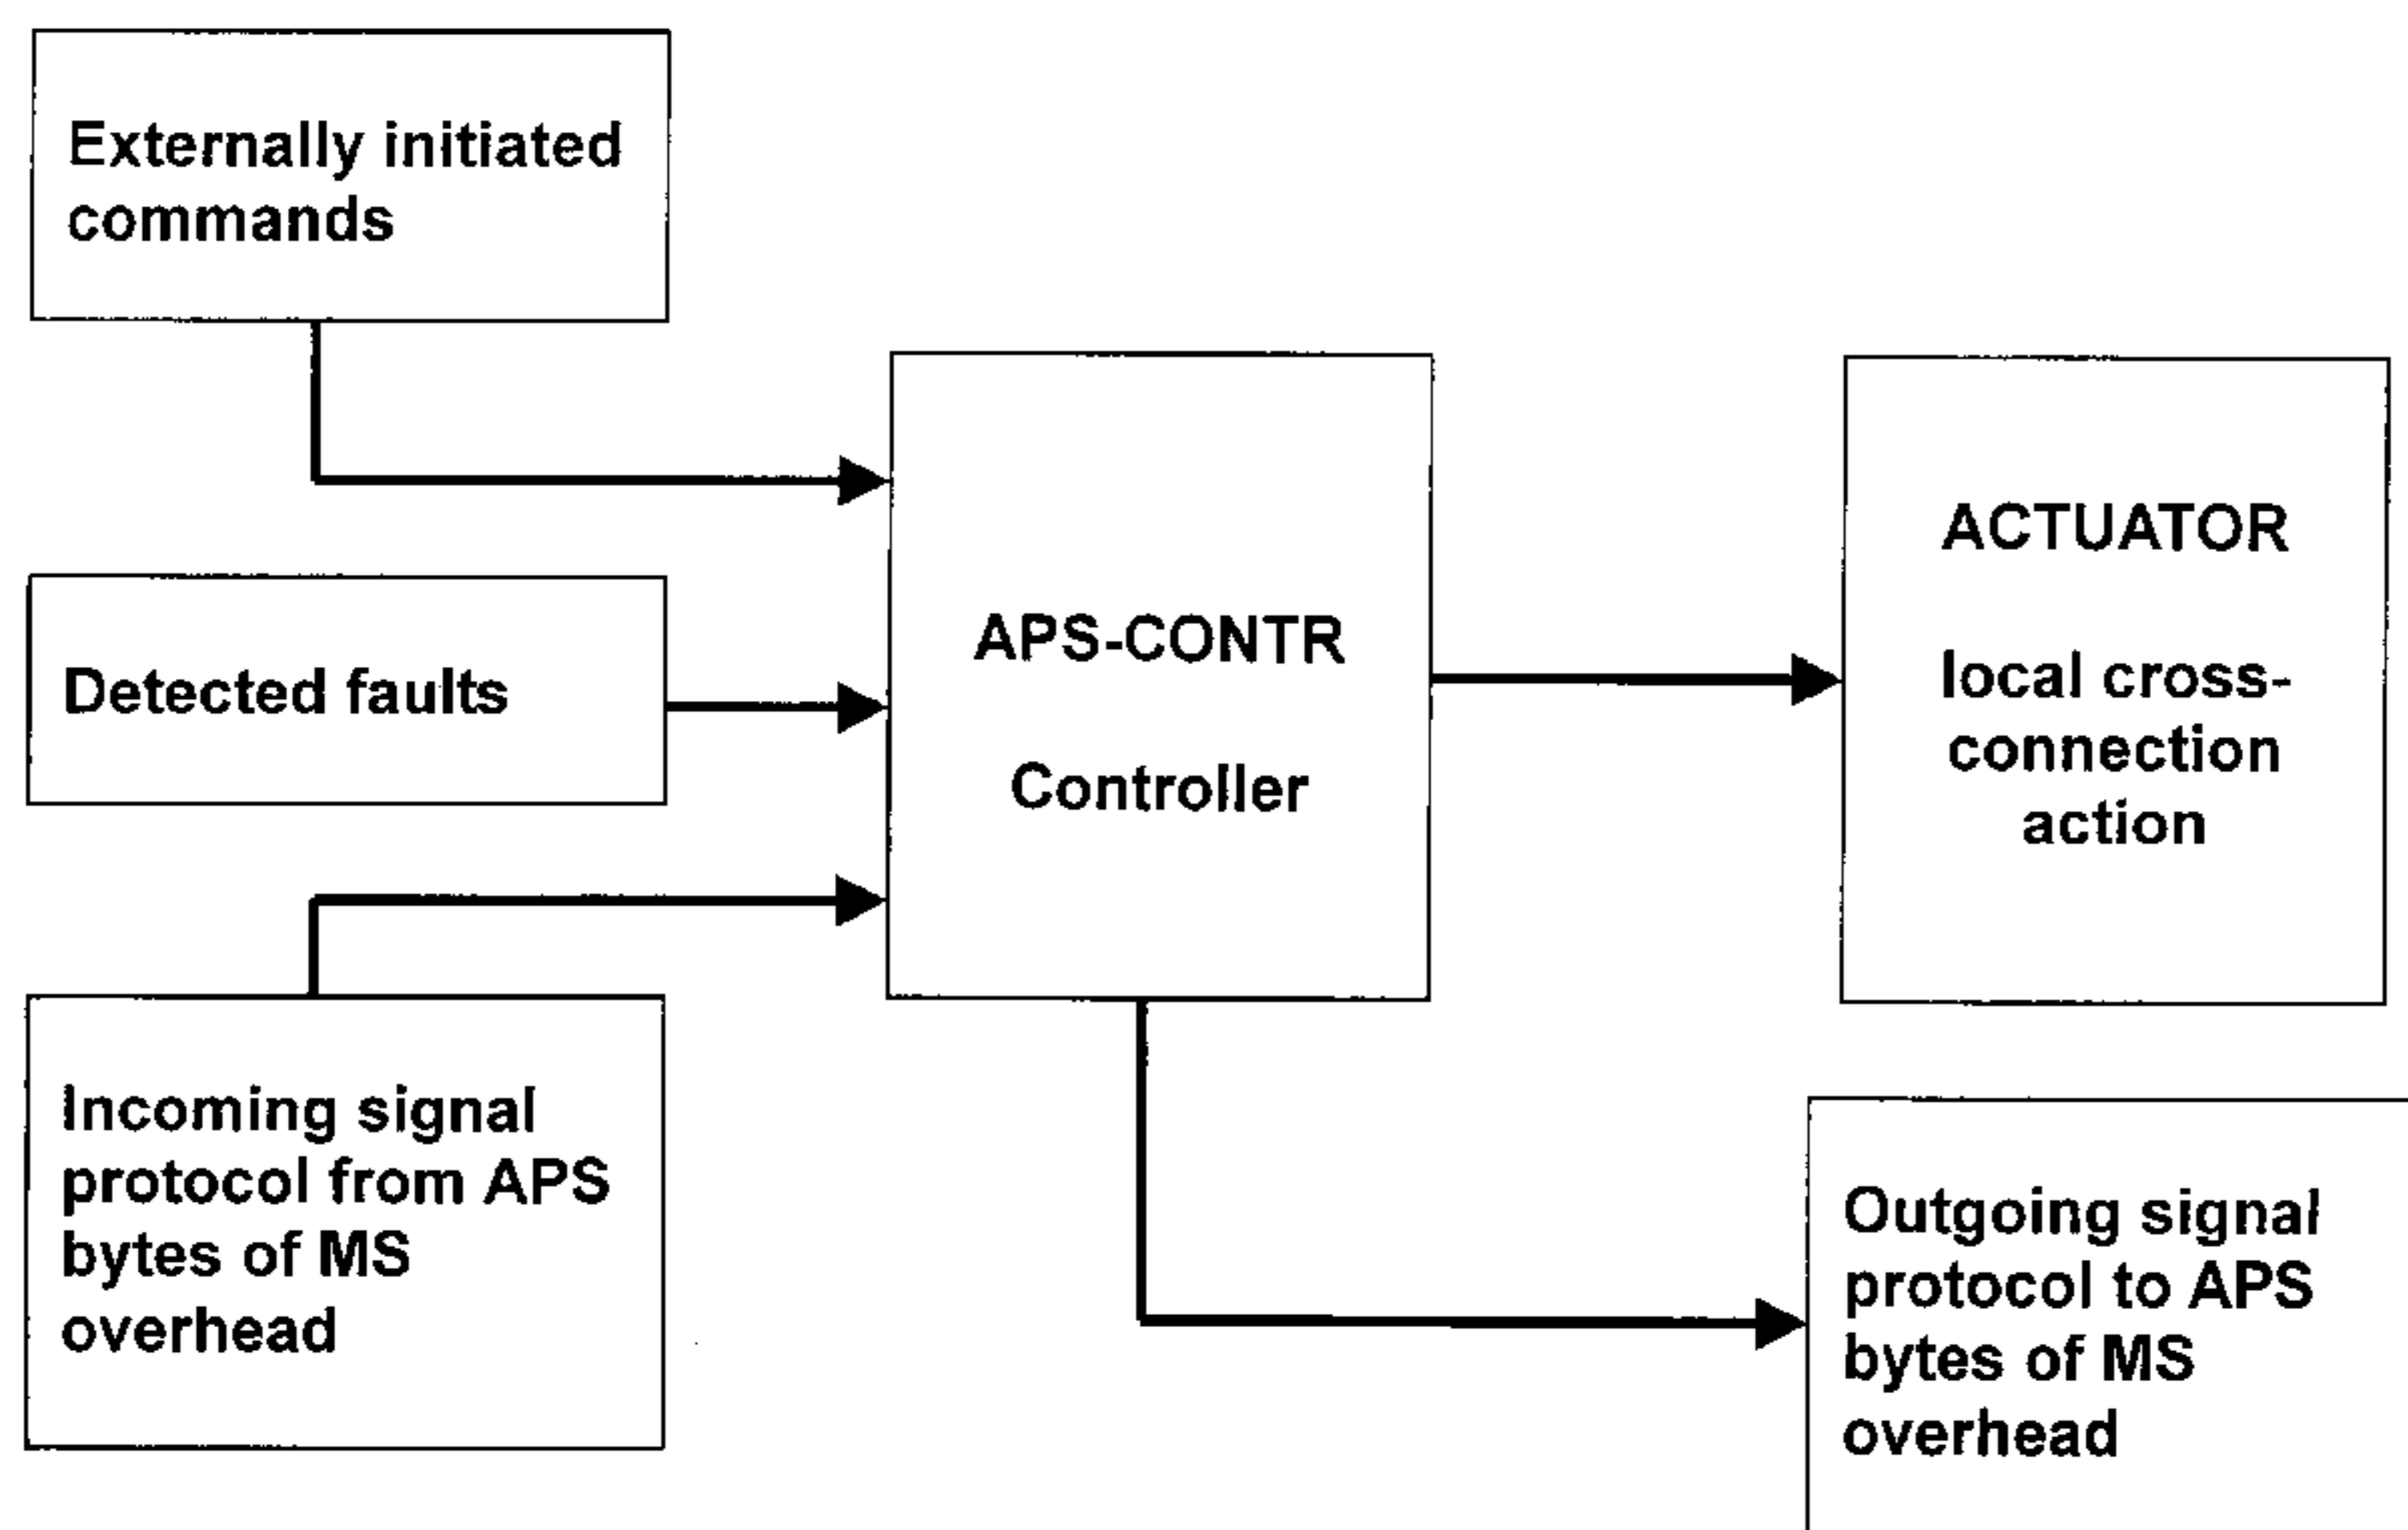 Externally initiated
commands
Detected faults
Incoming signal
protocol from APS
bytes of MS
overhead
APS-CONTR
Controller
ACTUATOR
local cross-
connection
action
Outgoing signal
protocol to APS
bytes of MS
overhead